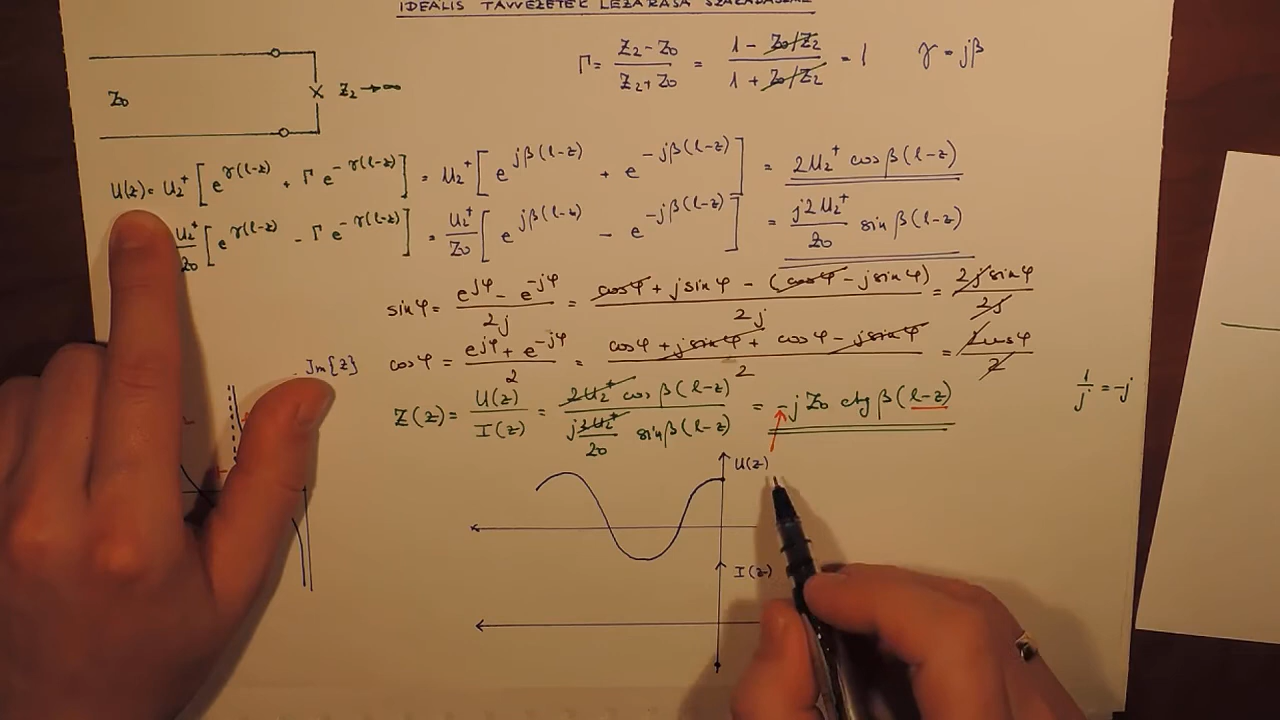 IDEÁLIS TÁVVEZETÉK LEZÁRÁSA SZAKADÁSSAL
Z₀ Z₂→∞
Γ = (Z₂ − Z₀)/(Z₂ + Z₀) = (1 − Z₀/Z₂)/(1 + Z₀/Z₂) = 1 γ = jβ
U(z) = U₂⁺ [e^γ(l−z) + Γ e^−γ(l−z)] = U₂⁺ [e^jβ(l−z) + e^−jβ(l−z)] = 2U₂⁺ cos β(l−z)
U₂⁺/Z₀ [e^γ(l−z) − Γ e^−γ(l−z)] = U₂⁺/Z₀ [e^jβ(l−z) − e^−jβ(l−z)] = j2U₂⁺/Z₀ sin β(l−z)
sin φ = (e^jφ − e^−jφ)/2j = (cos φ + j sin φ − (cos φ − j sin φ))/2j = 2j sin φ/2j
cos φ = (e^jφ + e^−jφ)/2 = (cos φ + j sin φ + cos φ − j sin φ)/2 = 2cos φ/2
Jm{z}
Z(z) = U(z)/I(z) = 2U₂⁺ cos β(l−z)/(j2U₂⁺/Z₀ sin β(l−z)) = −j Z₀ ctg β(l−z)
1/j = −j
U(z)
I(z)